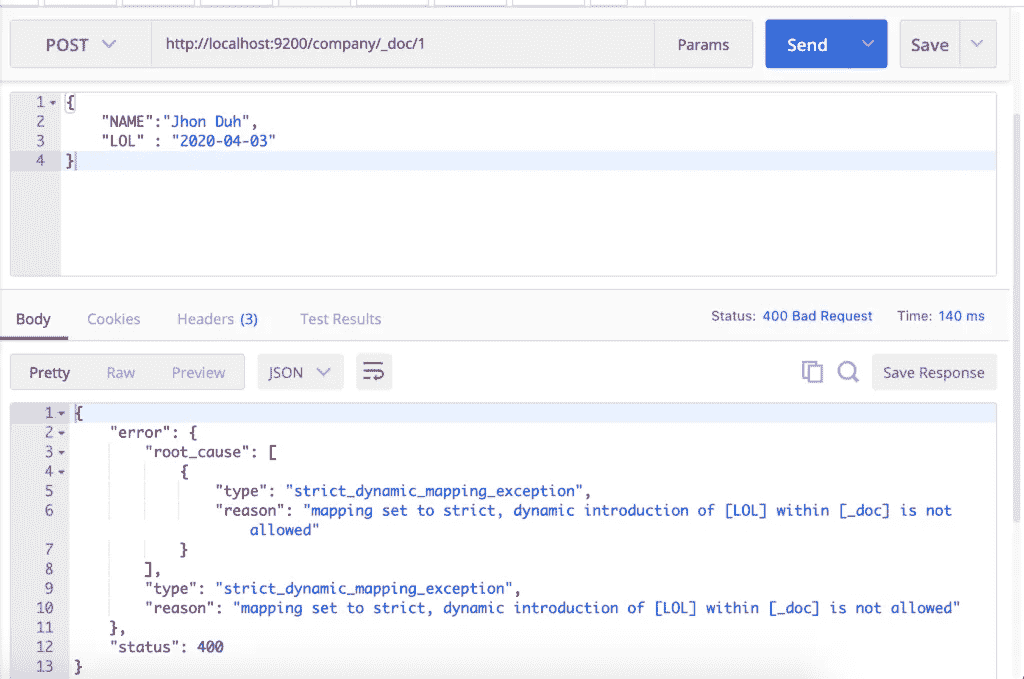 POST http://localhost:9200/company/_doc/1 Params Send Save
1 {
2 "NAME":"Jhon Duh",
3 "LOL" : "2020-04-03"
4 }
Body Cookies Headers (3) Test Results Status: 400 Bad Request Time: 140 ms
Pretty Raw Preview JSON Save Response
1 {
2 "error": {
3 "root_cause": [
4 {
5 "type": "strict_dynamic_mapping_exception",
6 "reason": "mapping set to strict, dynamic introduction of [LOL] within [_doc] is not
allowed"
7 }
8 ],
9 "type": "strict_dynamic_mapping_exception",
10 "reason": "mapping set to strict, dynamic introduction of [LOL] within [_doc] is not allowed"
11 },
12 "status": 400
13 }